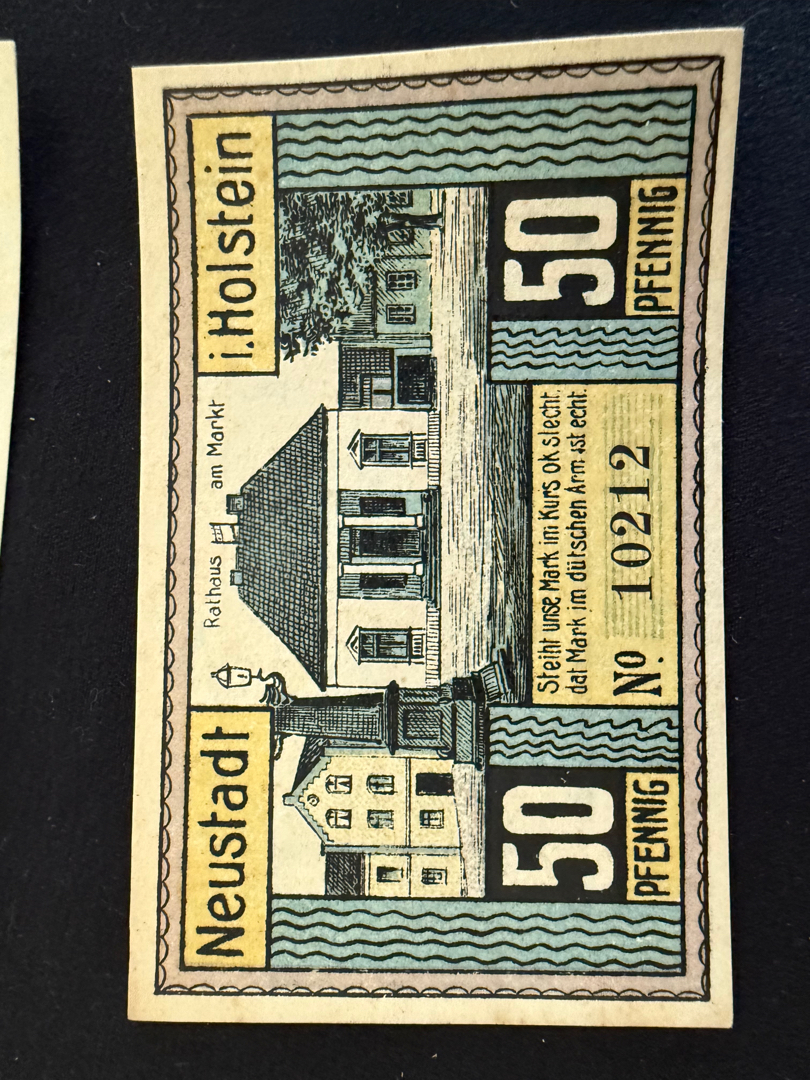 Neustadt i.Holstein
Rathaus am Markt
50 50
PFENNIG PFENNIG
Steiht unse Mark im Kurs ok slecht,
dat Mark im dütschen Arm ist echt.
No. 10212